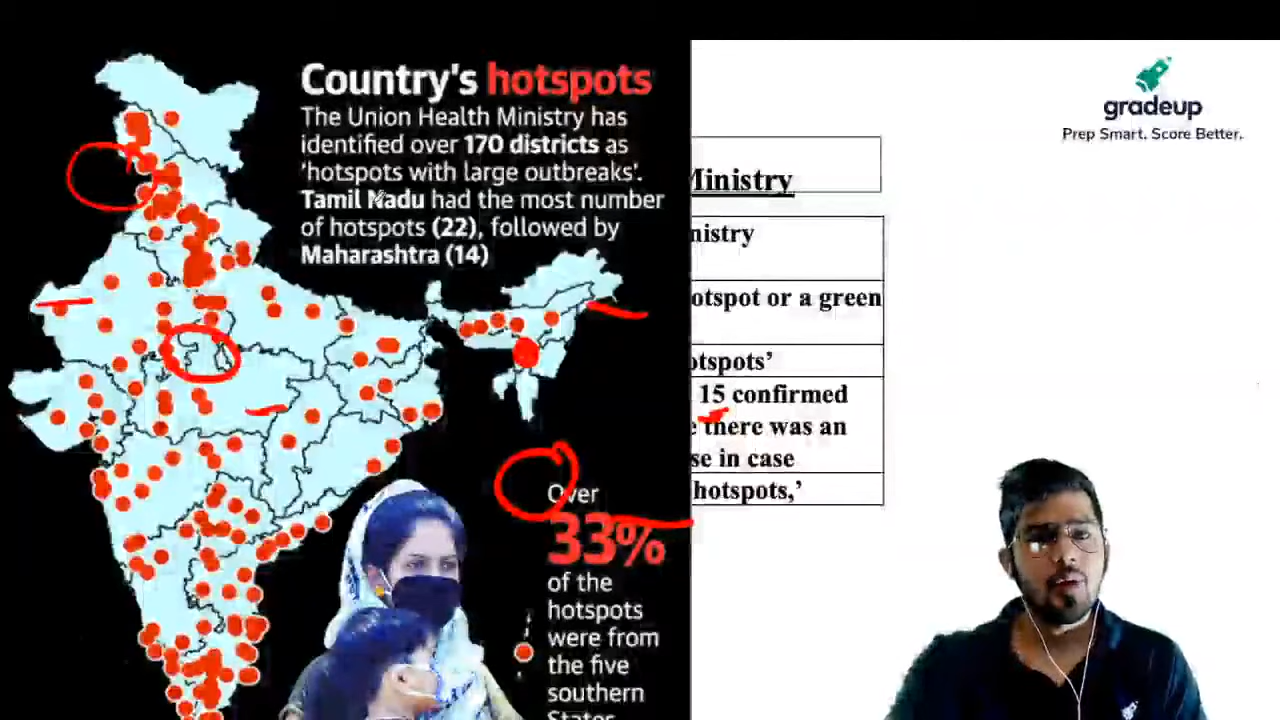 Country's hotspots
The Union Health Ministry has
identified over 170 districts as
'hotspots with large outbreaks'.
Tamil Nadu had the most number
of hotspots (22), followed by
Maharashtra (14)
Over
33%
of the
hotspots
were from
the five
southern
States
Ministry
nistry
otspot or a green
otspots’
15 confirmed
e there was an
se in case
hotspots,’
gradeup
Prep Smart. Score Better.